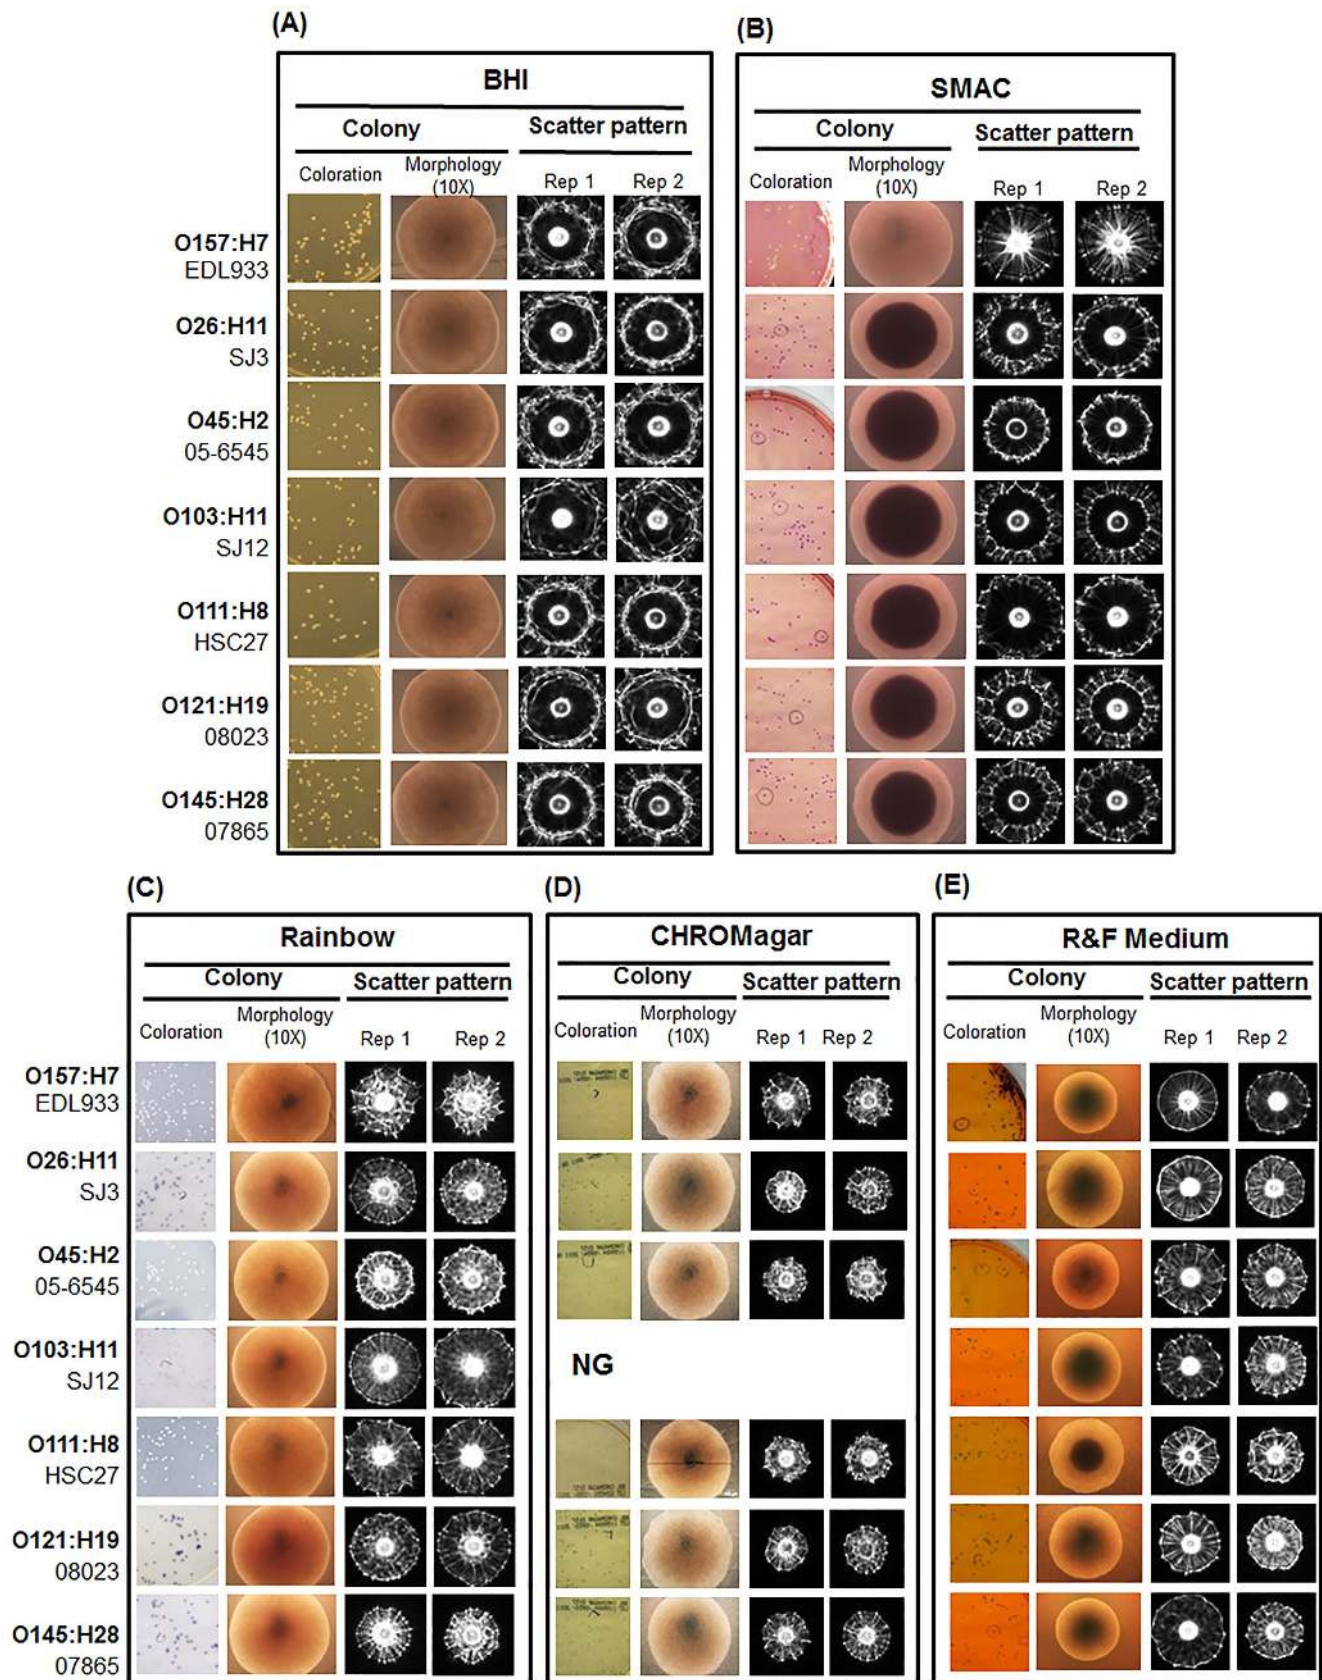 (A)
(B)
BHI
Colony
Scatter pattern
Coloration
Morphology
(10X)
Rep 1
Rep 2
SMAC
Colony
Scatter pattern
Coloration
Morphology
(10X)
Rep 1
Rep 2
O157:H7
EDL933
O26:H11
SJ3
O45:H2
05-6545
O103:H11
SJ12
O111:H8
HSC27
O121:H19
08023
O145:H28
07865
(C)
(D)
(E)
Rainbow
Colony
Scatter pattern
Coloration
Morphology
(10X)
Rep 1
Rep 2
CHROMagar
Colony
Scatter pattern
Coloration
Morphology
(10X)
Rep 1
Rep 2
R&F Medium
Colony
Scatter pattern
Coloration
Morphology
(10X)
Rep 1
Rep 2
O157:H7
EDL933
O26:H11
SJ3
O45:H2
05-6545
O103:H11
SJ12
NG
O111:H8
HSC27
O121:H19
08023
O145:H28
07865